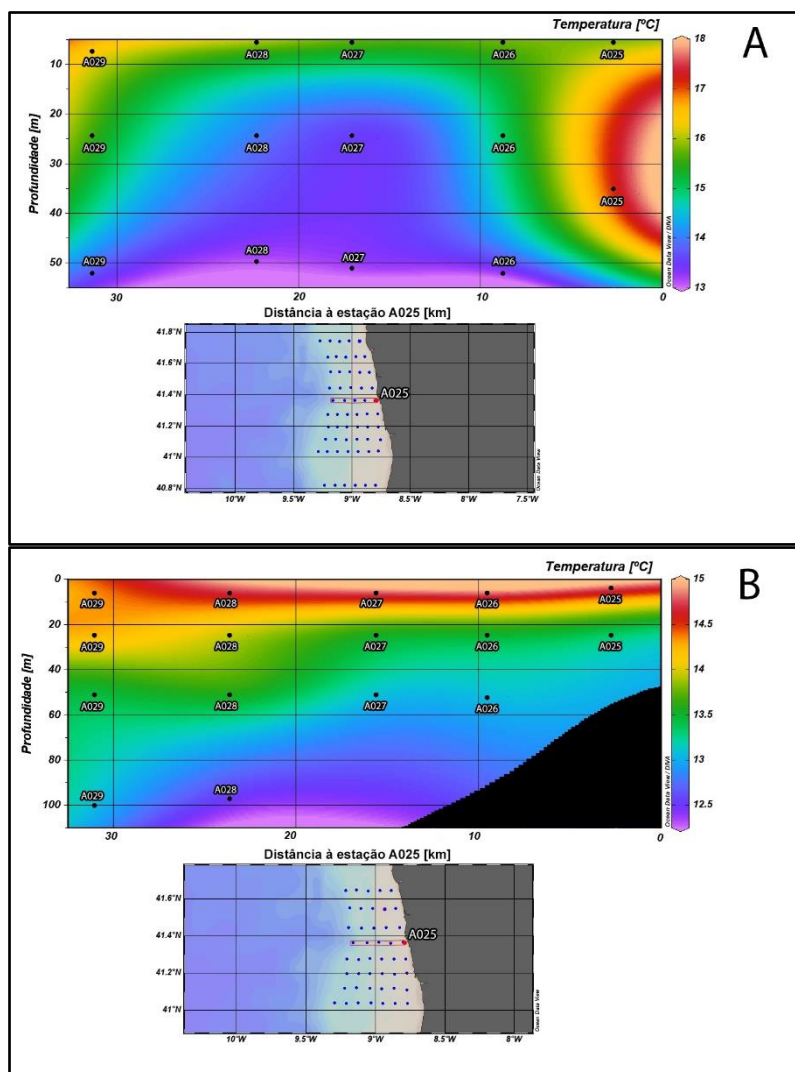 Temperatura [ºC]
A
A029
A028
A027
A026
A025
10
20
30
40
50
Profundidade [m]
A029
A028
A027
A026
A025
A029
A028
A027
A026
30
20
10
0
18
17
16
15
14
13
Ocean Data View / DIVA
Distância à estação A025 [km]
41.8°N
41.6°N
41.4°N
41.2°N
41°N
40.8°N
A025
10°W
9.5°W
9°W
8.5°W
8°W
7.5°W
Ocean Data View
Temperatura [ºC]
B
0
20
40
60
80
100
Profundidade [m]
A029
A028
A027
A026
A025
A029
A028
A027
A026
A025
A029
A028
A027
A026
A029
A028
30
20
10
0
15
14.5
14
13.5
13
12.5
Ocean Data View / DIVA
Distância à estação A025 [km]
41.6°N
41.4°N
41.2°N
41°N
A025
10°W
9.5°W
9°W
8.5°W
8°W
Ocean Data View